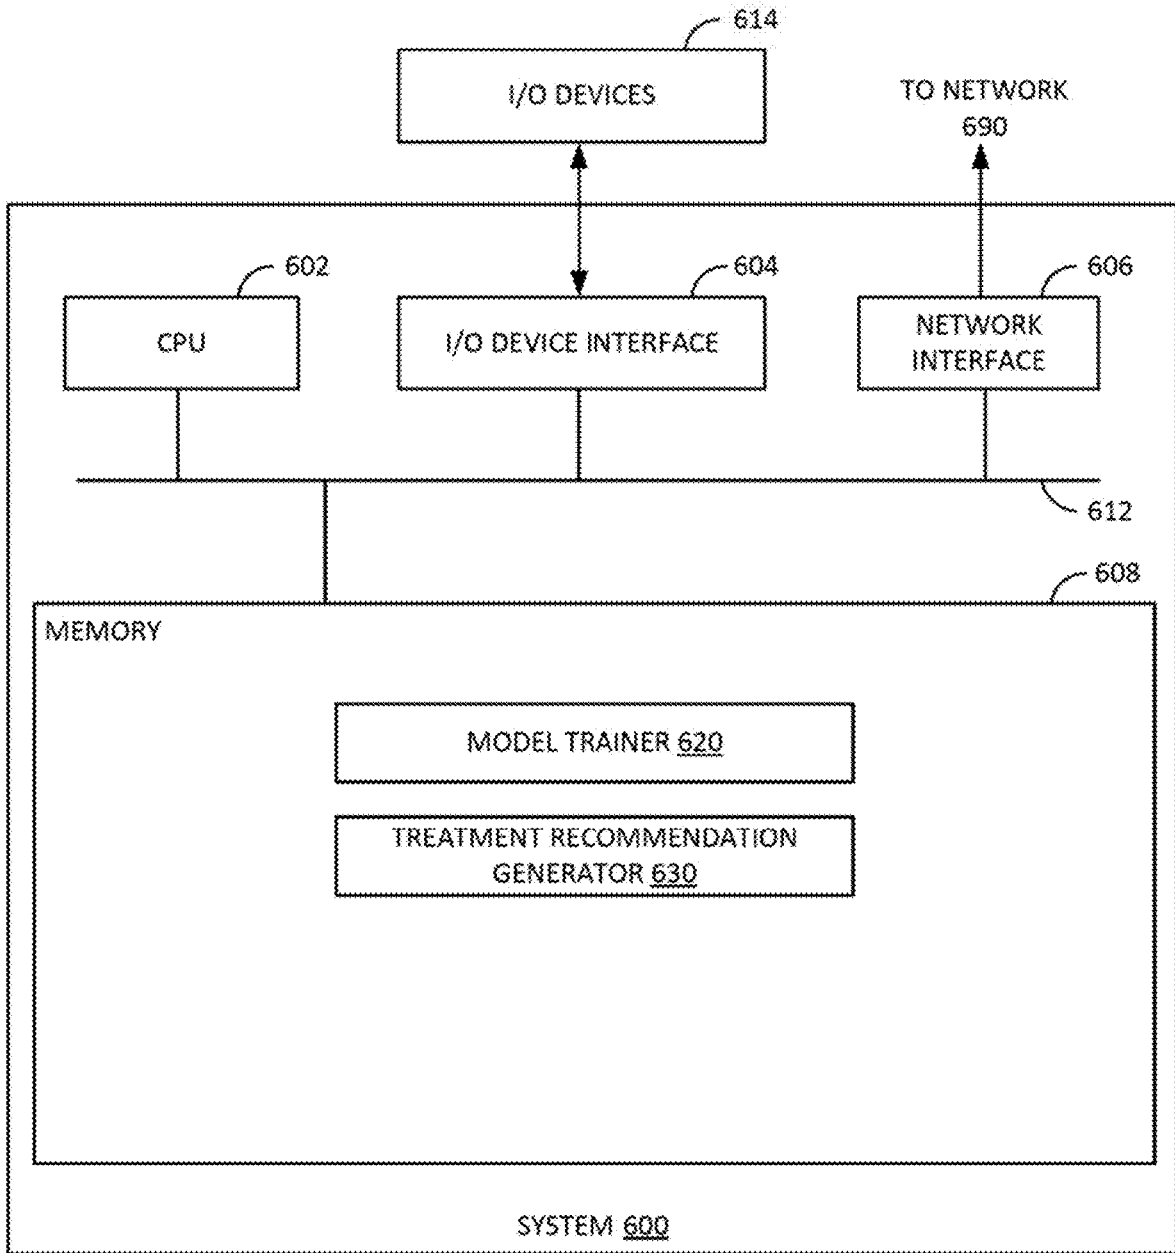 614
I/O DEVICES
TO NETWORK
690
602
604
606
CPU
I/O DEVICE INTERFACE
NETWORK
INTERFACE
612
608
MEMORY
MODEL TRAINER 620
TREATMENT RECOMMENDATION
GENERATOR 630
SYSTEM 600